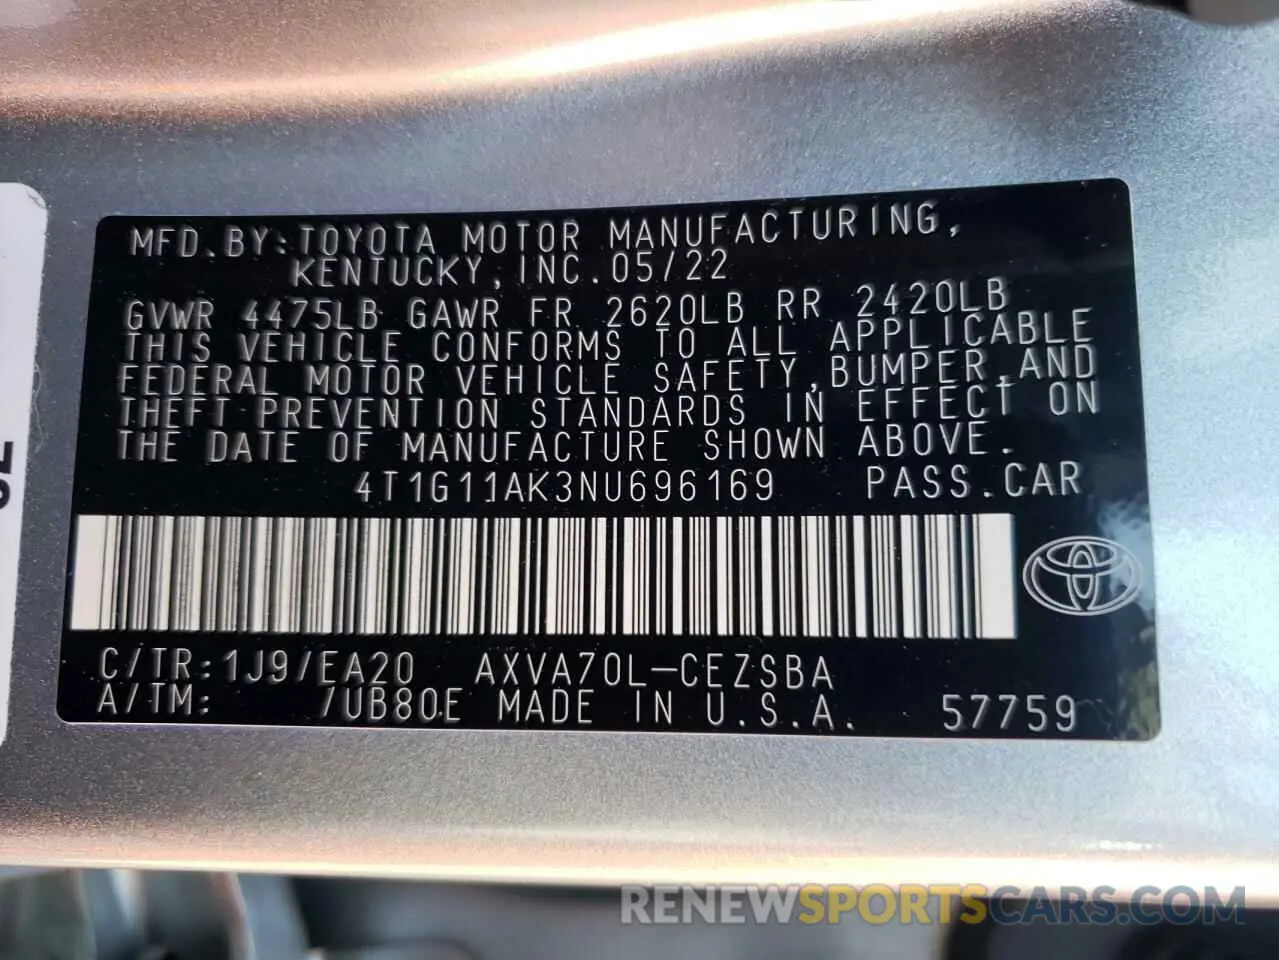 MFD.BY:TOYOTA MOTOR MANUFACTURING,
KENTUCKY, INC. 05/22
GVWR 4475LB GAWR FR 2620LB RR 2420LB
THIS VEHICLE CONFORMS TO ALL APPLICABLE
FEDERAL MOTOR VEHICLE SAFETY, BUMPER, AND
THEFT PREVENTION STANDARDS IN EFFECT ON
THE DATE OF MANUFACTURE SHOWN ABOVE.
4T1G11AK3NU696169 PASS.CAR
C/TR:1J9/EA20 AXVA70L-CEZSBA
A/TM: /UB80E MADE IN U.S.A. 57759
RENEWSPORTSCARS.COM